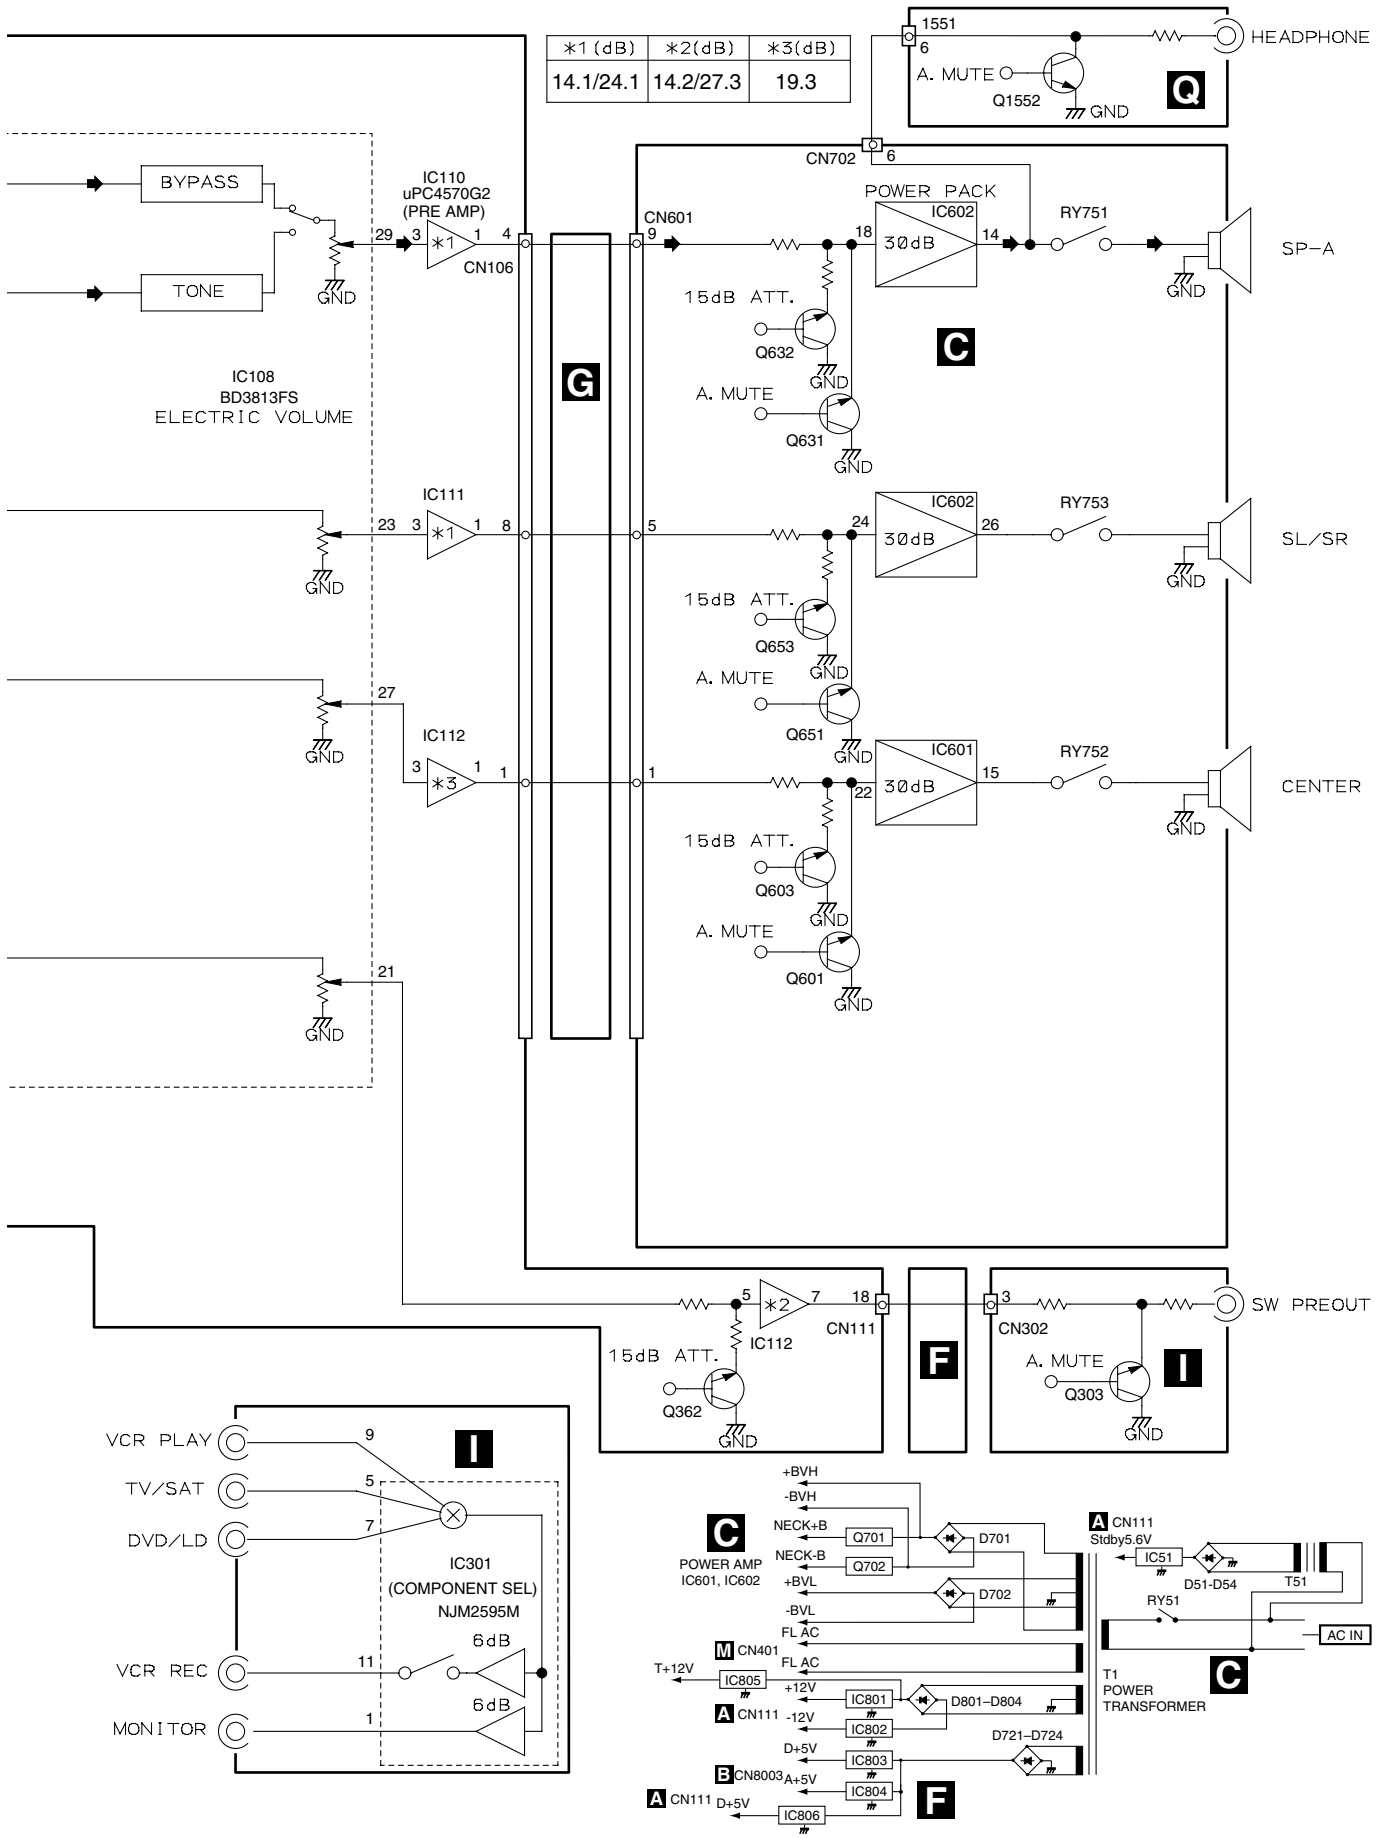 1551
6
HEADPHONE
A. MUTE
Q1552
GND
Q
*1(dB) *2(dB) *3(dB)
14.1/24.1 14.2/27.3 19.3
CN702 6
BYPASS
TONE
GND
29 3
IC110
uPC4570G2
(PRE AMP)
*1
1 4
CN106
CN601
9
POWER PACK
IC602
18
30dB
14
RY751
SP-A
GND
15dB ATT.
Q632
GND
A. MUTE
Q631
GND
C
G
IC108
BD3813FS
ELECTRIC VOLUME
IC111
23 3
*1
1 8
5
GND
24
IC602
30dB
26
RY753
SL/SR
GND
15dB ATT.
Q653
GND
A. MUTE
Q651
GND
27
GND
IC112
3
*3
1 1
1
22
IC601
30dB
15
RY752
CENTER
GND
15dB ATT.
Q603
GND
A. MUTE
Q601
GND
21
GND
5
*2
7
18
IC112
CN111
15dB ATT.
Q362
GND
F
3
CN302
SW PREOUT
A. MUTE
Q303
GND
I
VCR PLAY 9
I
TV/SAT 5
DVD/LD 7
IC301
(COMPONENT SEL)
NJM2595M
6dB
VCR REC 11
6dB
MONITOR 1
+BVH
-BVH
NECK+B
Q701
D701
NECK-B
Q702
C
POWER AMP
IC601, IC602
+BVL
D702
-BVL
FL AC
M CN401
FL AC
T+12V
IC805
+12V
IC801
D801–D804
A CN111
-12V
IC802
D721–D724
D+5V
IC803
B CN8003
A+5V
IC804
A CN111 D+5V
IC806
F
A CN111
Stdby5.6V
IC51
D51-D54
T51
RY51
AC IN
C
T1
POWER
TRANSFORMER